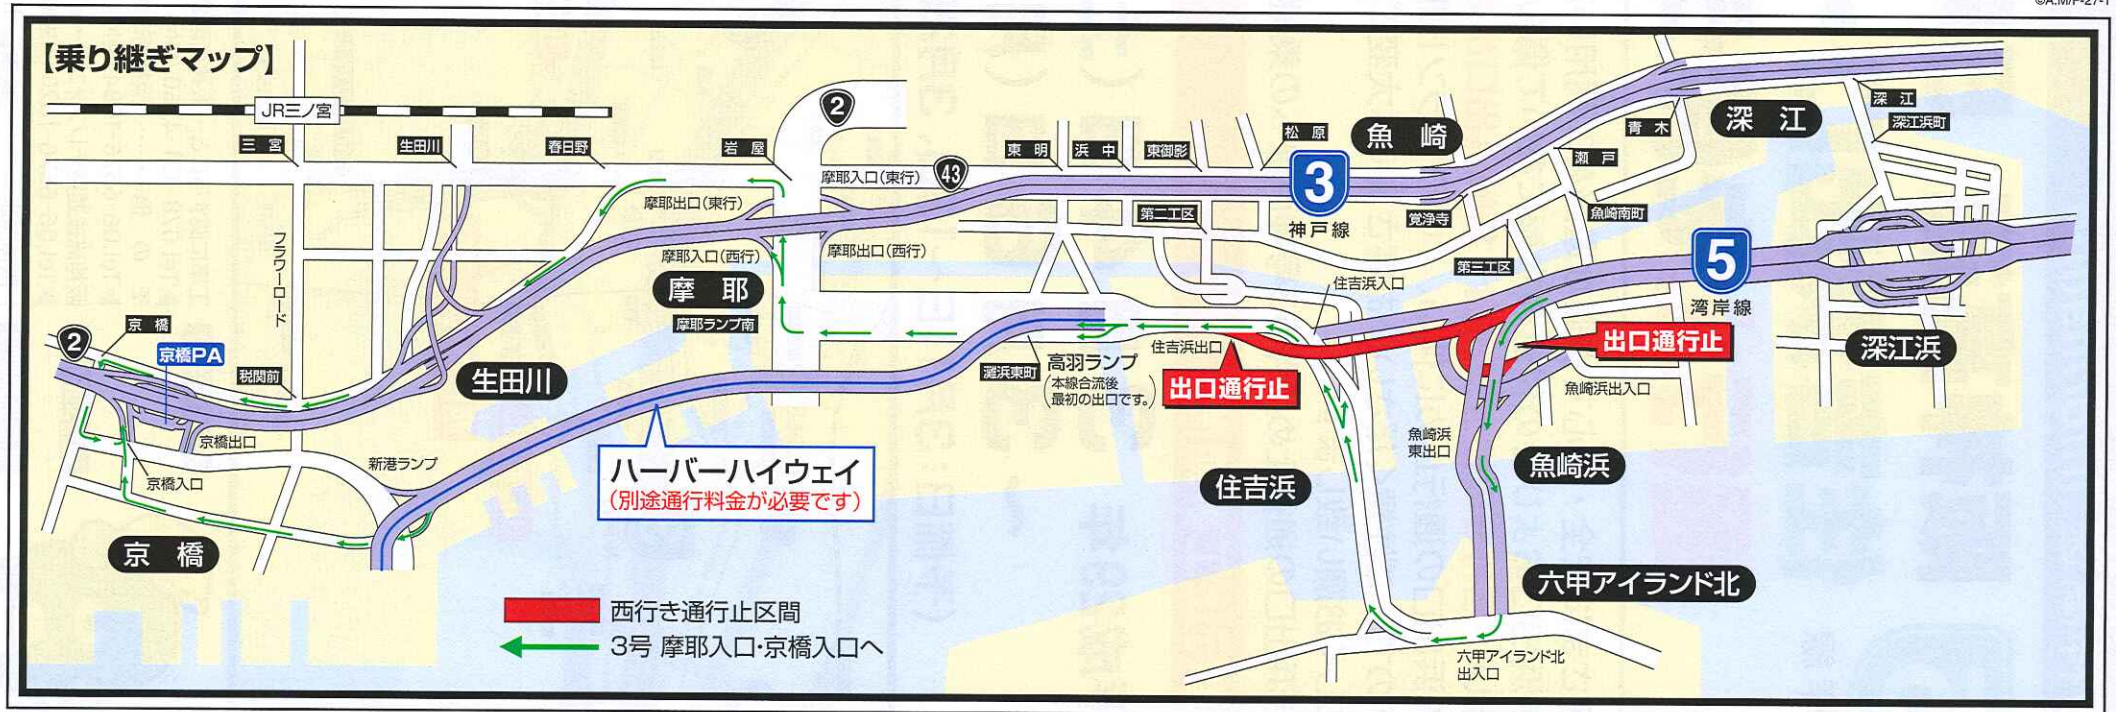 ©A.M/P-27-1
【乗り継ぎマップ】
JR三ノ宮
三宮
生田川
春日野
岩屋
2
43
摩耶入口(東行)
摩耶出口(東行)
摩耶入口(西行)
摩耶出口(西行)
摩耶
摩耶ランプ南
東明
浜中
東御影
松原
魚崎
3
神戸線
第二工区
覚浄寺
青木
瀬戸
魚崎南町
深江
深江
深江浜町
第三工区
5
湾岸線
深江浜
住吉浜入口
住吉浜出口
出口通行止
出口通行止
魚崎浜出入口
魚崎浜
東出口
魚崎浜
住吉浜
六甲アイランド北
六甲アイランド北
出入口
高羽ランプ
(本線合流後
最初の出口です。)
灘浜東町
フラワーロード
2
京橋
京橋PA
税関前
生田川
京橋出口
京橋入口
新港ランプ
京橋
ハーバーハイウェイ
(別途通行料金が必要です)
西行き通行止区間
3号 摩耶入口・京橋入口へ